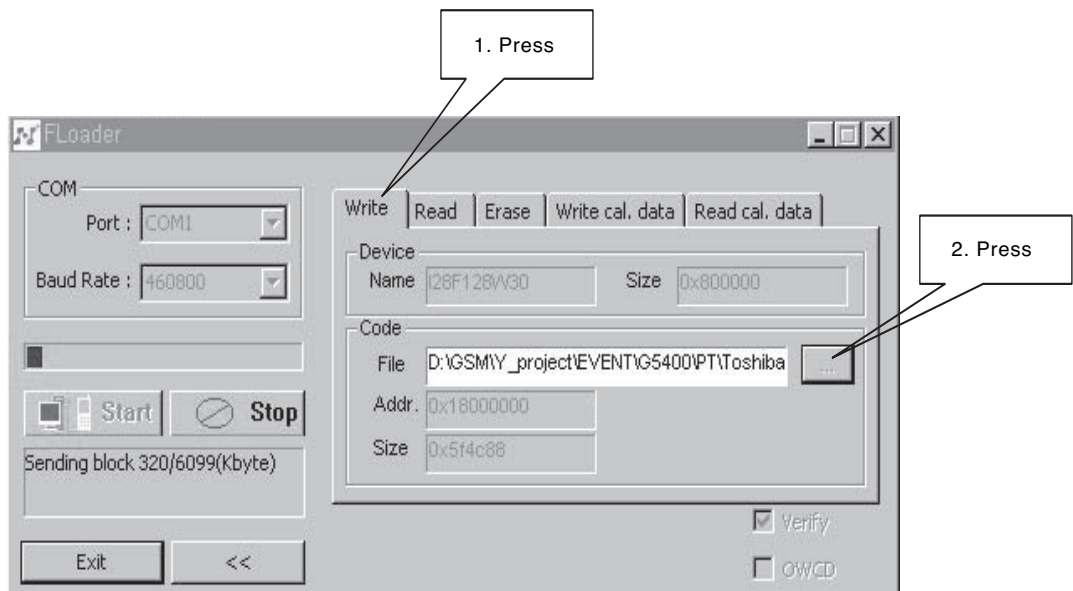 1. Press
FLoader
COM
Port : COM1
Baud Rate : 460800
Start Stop
Sending block 320/6099(Kbyte)
Exit <<
Write Read Erase Write cal. data Read cal. data
Device
Name I28F128W30 Size 0x800000
Code
File D:\GSM\Y_project\EVENT\G5400\PT\Toshiba ...
Addr. 0x18000000
Size 0x5f4c88
Verify
OWCD
2. Press